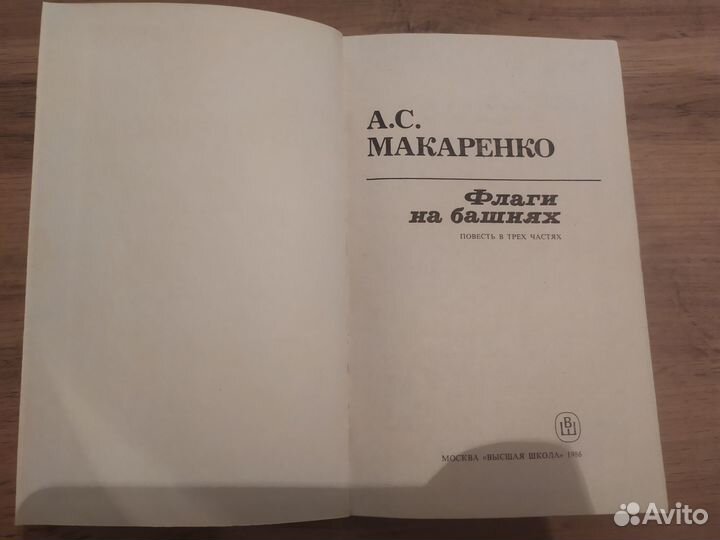 А.С.
МАКАРЕНКО
Флаги
на башнях
ПОВЕСТЬ В ТРЕХ ЧАСТЯХ
ВШ
МОСКВА «ВЫСШАЯ ШКОЛА» 1986
Avito